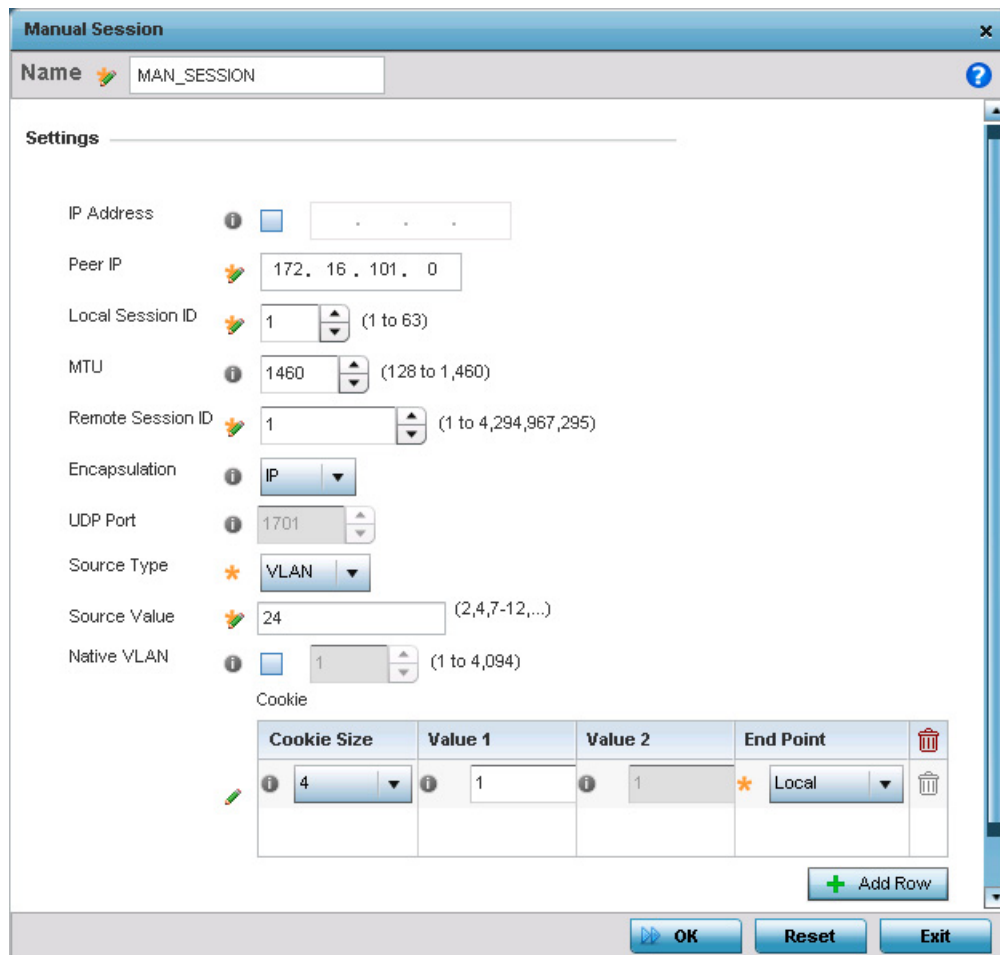 Manual Session
Name MAN_SESSION
Settings
IP Address . . .
Peer IP 172. 16 . 101. 0
Local Session ID 1 (1 to 63)
MTU 1460 (128 to 1,460)
Remote Session ID 1 (1 to 4,294,967,295)
Encapsulation IP
UDP Port 1701
Source Type VLAN
Source Value 24 (2,4,7-12,...)
Native VLAN 1 (1 to 4,094)
Cookie
Cookie Size Value 1 Value 2 End Point
4 1 1 Local
Add Row
OK Reset Exit